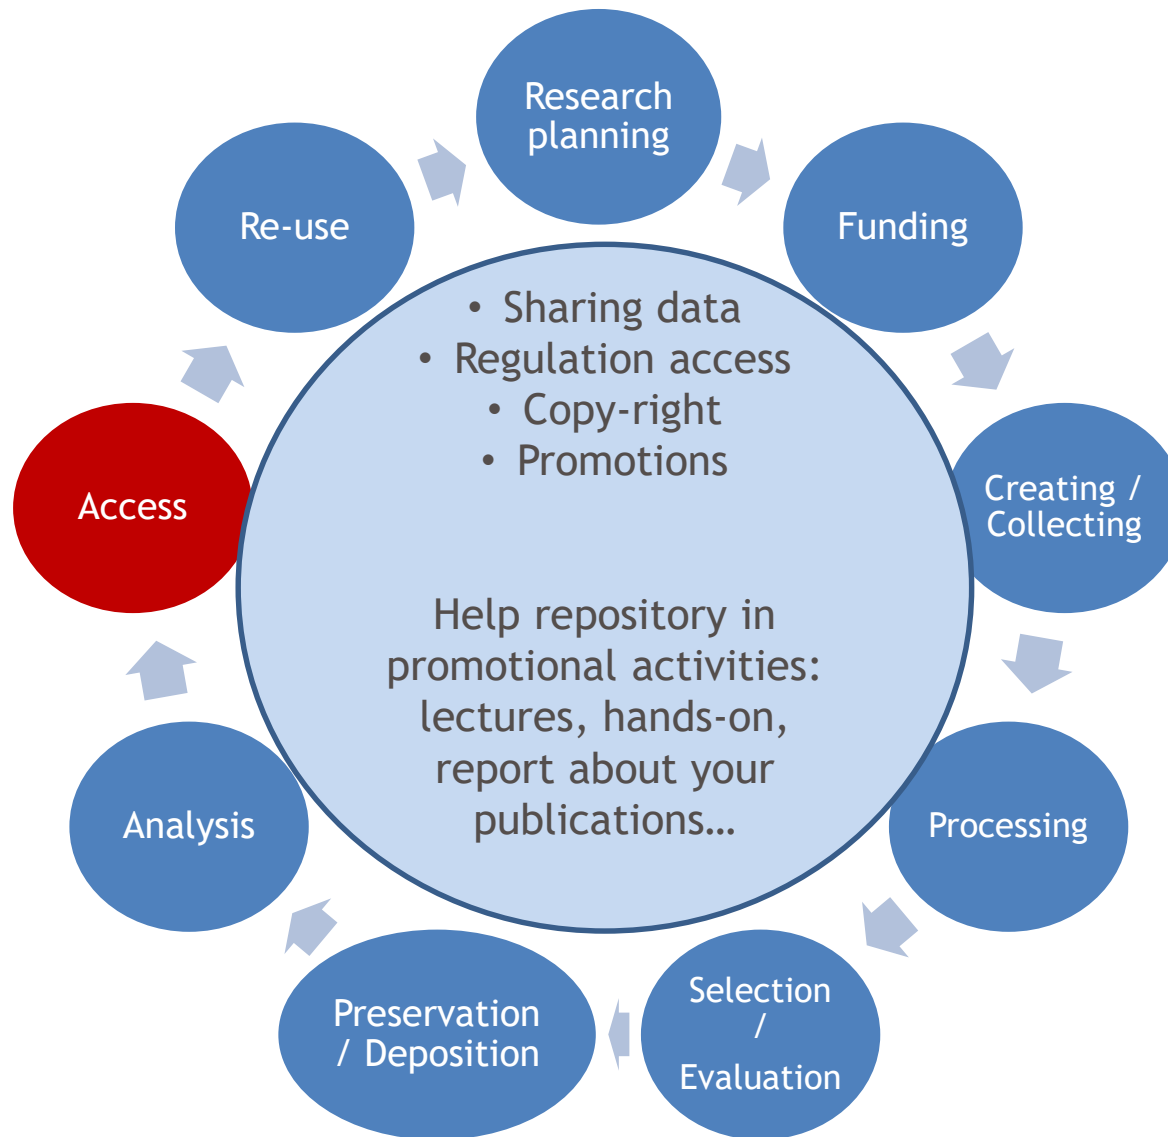 Research
planning
Funding
Creating /
Collecting
Processing
Selection
/
Evaluation
Preservation
/ Deposition
Analysis
Access
Re-use
• Sharing data
• Regulation access
• Copy-right
• Promotions
Help repository in
promotional activities:
lectures, hands-on,
report about your
publications…